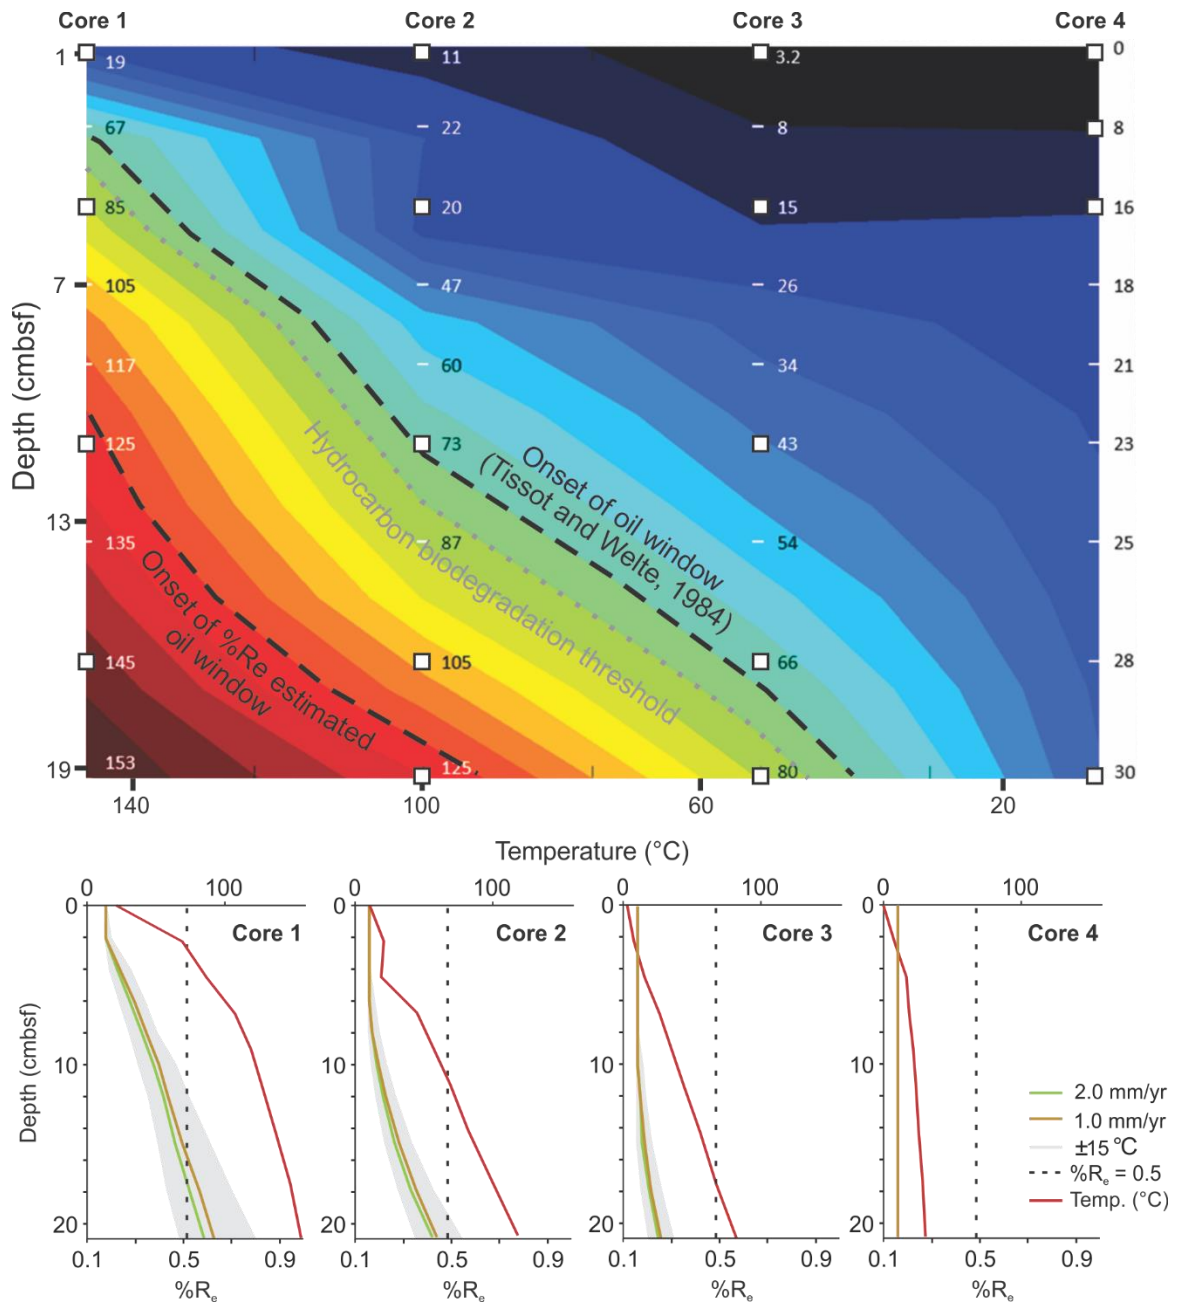 Core 1 Core 2 Core 3 Core 4
1 19 11 3.2 0
67 22 8 8
85 20 15 16
7 105 47 26 18
117 60 34 21
125 73 43 23
13
135 87 54 25
145 105 66 28
19 153 125 80 30
Depth (cmbsf)
Onset of oil window
(Tissot and Welte, 1984)
Hydrocarbon biodegradation threshold
Onset of %Re estimated
oil window
140 100 60 20
Temperature (°C)
0 100 0 100 0 100 0 100
0 0 0 0
Core 1 Core 2 Core 3 Core 4
Depth (cmbsf)
10 10 10 10
2.0 mm/yr
1.0 mm/yr
±15 °C
%Re = 0.5
Temp. (°C)
20 20 20 20
0.1 0.5 0.9 0.1 0.5 0.9 0.1 0.5 0.9 0.1 0.5 0.9
%Re %Re %Re %Re